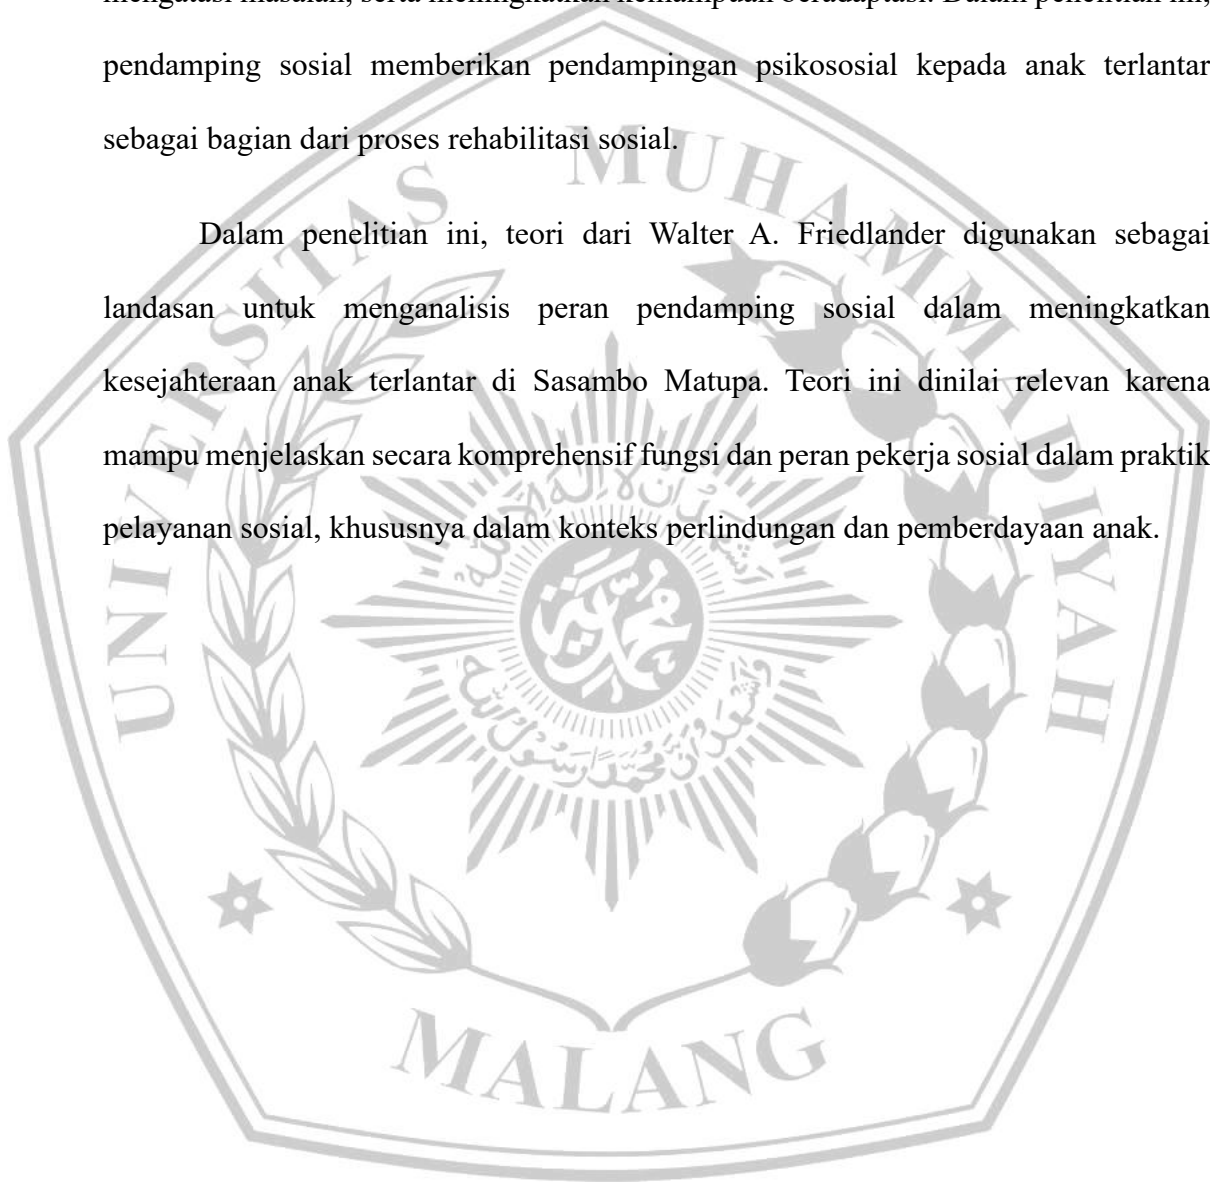 mengatasi masalah, serta meningkatkan kemampuan beradaptasi. Dalam penelitian ini,
pendamping sosial memberikan pendampingan psikososial kepada anak terlantar
sebagai bagian dari proses rehabilitasi sosial.
Dalam penelitian ini, teori dari Walter A. Friedlander digunakan sebagai
landasan untuk menganalisis peran pendamping sosial dalam meningkatkan
kesejahteraan anak terlantar di Sasambo Matupa. Teori ini dinilai relevan karena
mampu menjelaskan secara komprehensif fungsi dan peran pekerja sosial dalam praktik
pelayanan sosial, khususnya dalam konteks perlindungan dan pemberdayaan anak.
UNIVERSITAS MUHAMMADIYAH
MALANG